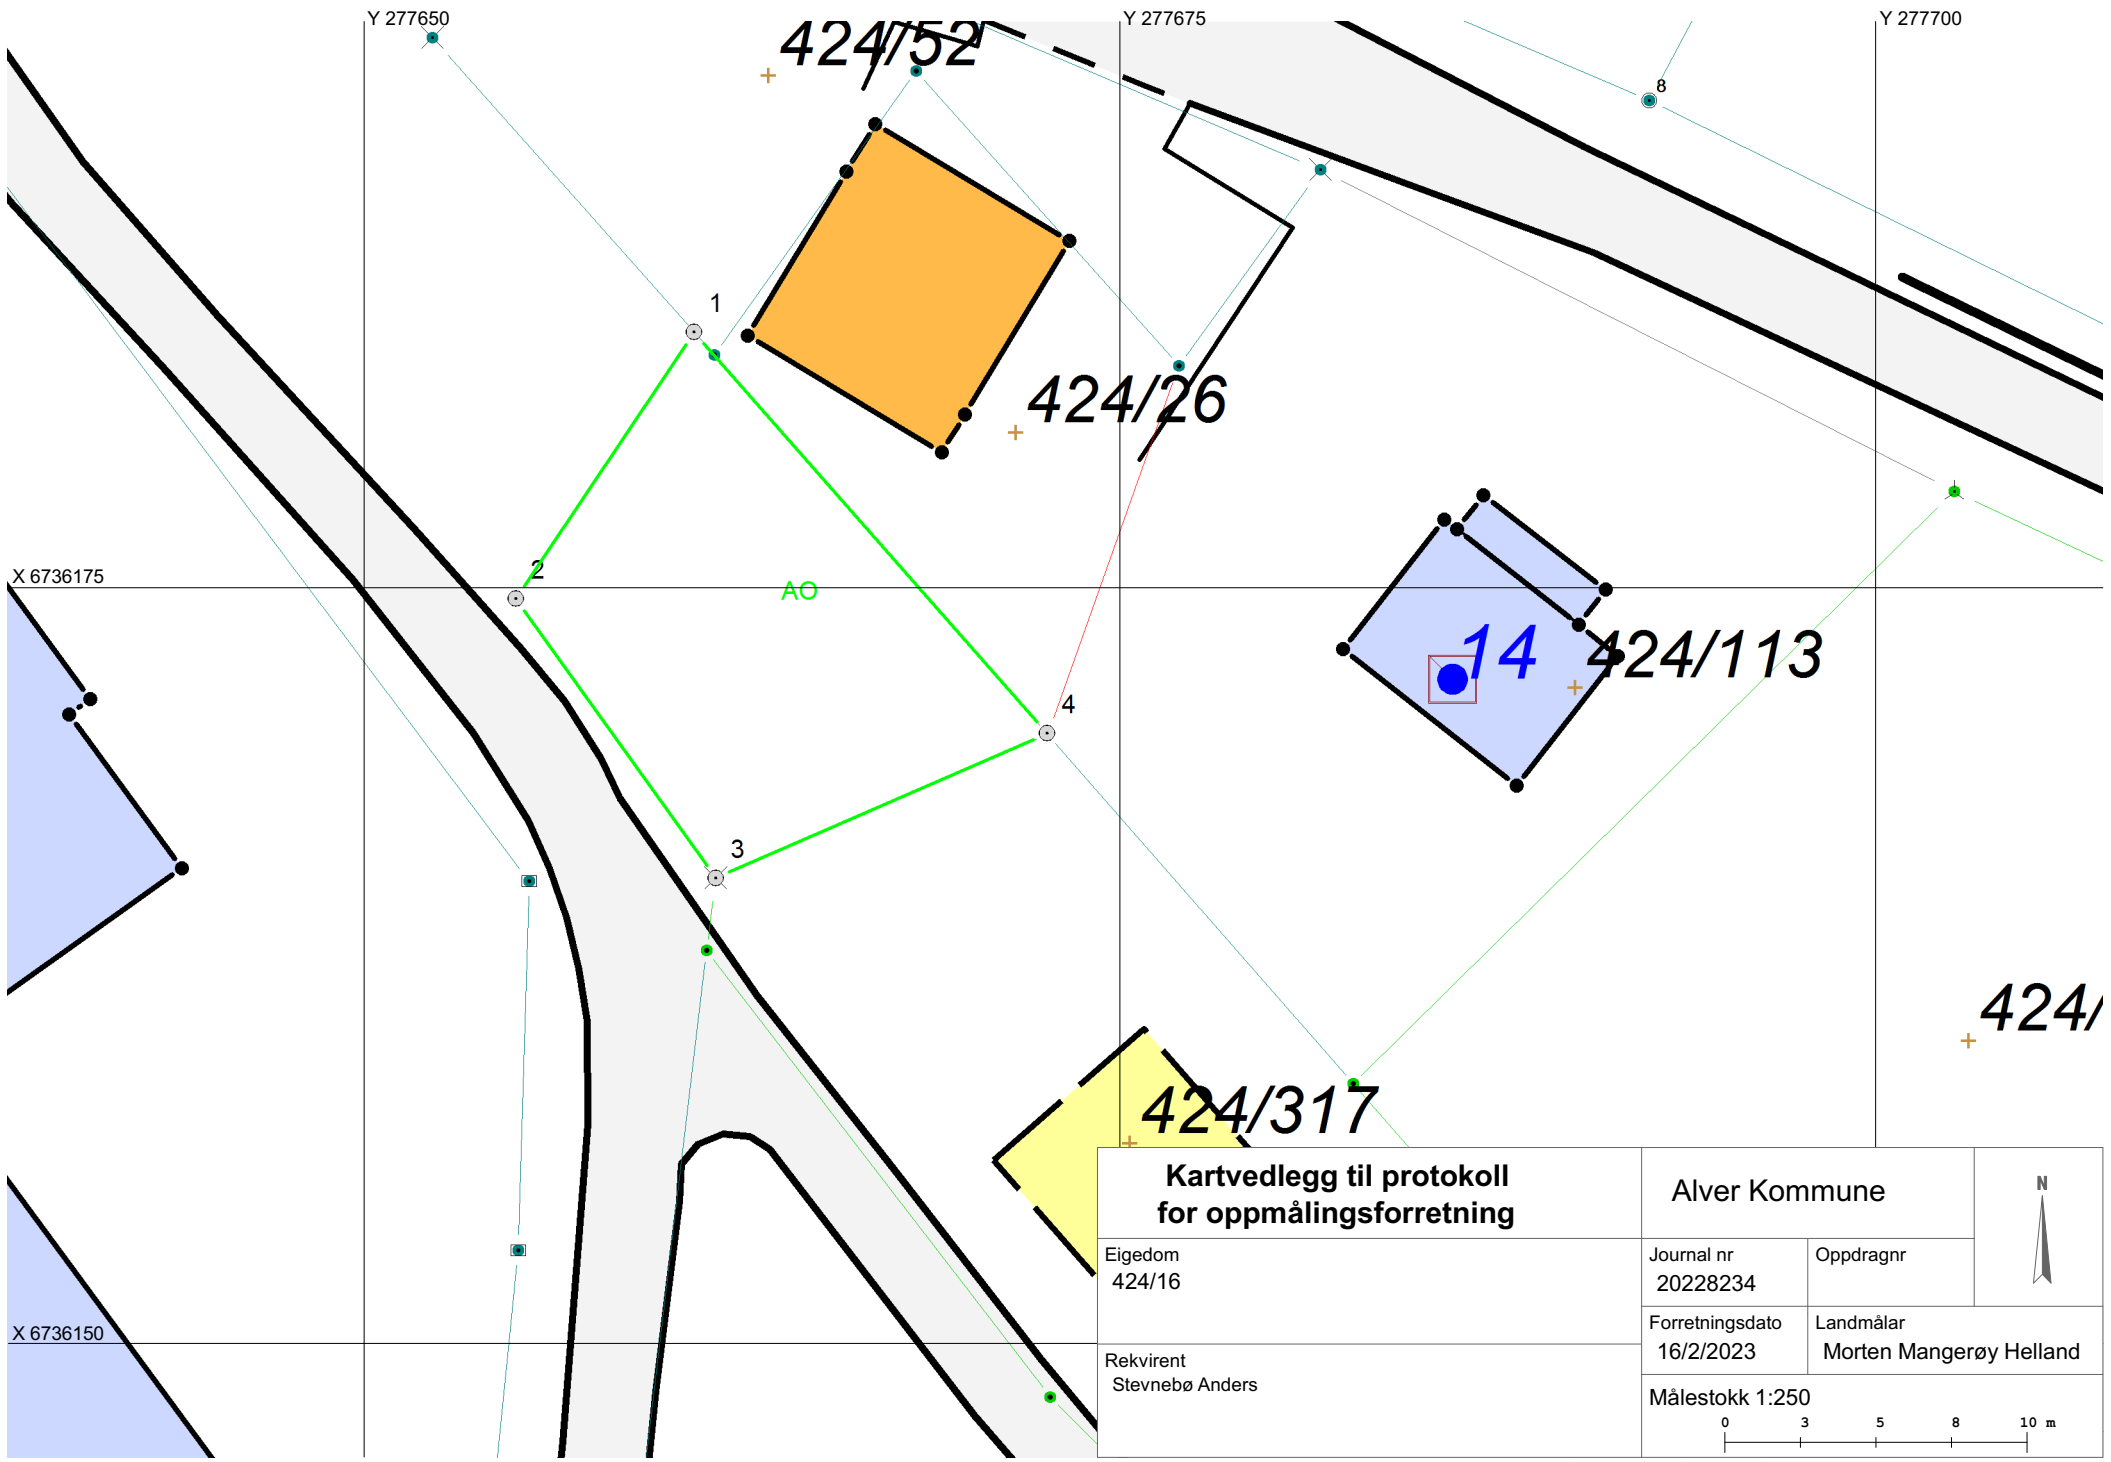 Y 277650
Y 277675
Y 277700
424/52
8
1
424/26
X 6736175
2
AO
14
424/113
4
3
424/
424/317
Kartvedlegg til protokoll
for oppmålingsforretning
Alver Kommune
N
Eigedom
424/16
Journal nr
20228234
Oppdragnr
X 6736150
Forretningsdato
16/2/2023
Landmålar
Morten Mangerøy Helland
Rekvirent
Stevnebø Anders
Målestokk 1:250
0 3 5 8 10 m